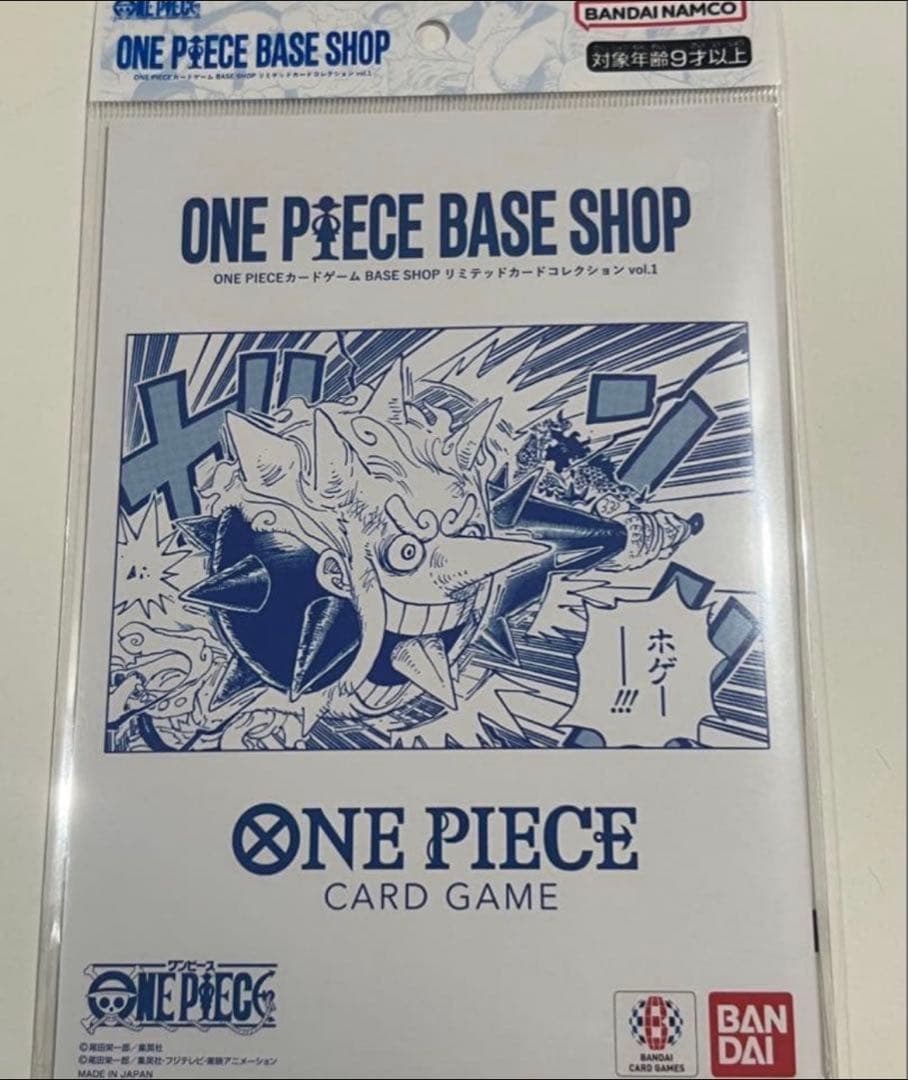 ONE PIECE
BANDAI NAMCO
ONE PIECE BASE SHOP
対象年齢9才以上
ONE PIECEカードゲーム BASE SHOP リミテッドカードコレクション vol.1
ONE PIECE BASE SHOP
ONE PIECEカードゲーム BASE SHOP リミテッドカードコレクション vol.1
ホゲー
――!!!
ONE PIECE
CARD GAME
ワンピース
ONE PIECE
©尾田栄一郎/集英社
©尾田栄一郎/集英社・フジテレビ・東映アニメーション
MADE IN JAPAN
BANDAI
CARD GAMES
BAN
DAI